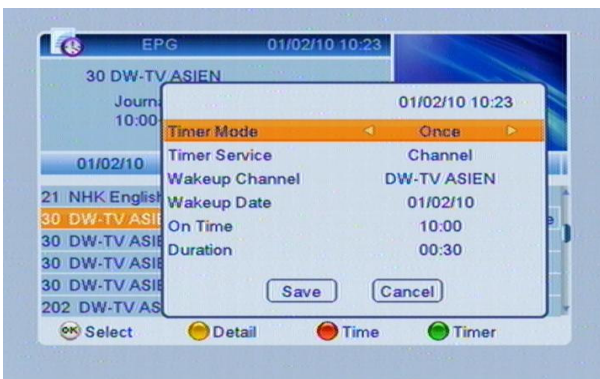 EPG 01/02/10 10:23
30 DW-TV ASIEN
Journ
10:00-
01/02/10 10:23
Timer Mode Once
Timer Service Channel
Wakeup Channel DW-TV ASIEN
Wakeup Date 01/02/10
On Time 10:00
Duration 00:30
Save Cancel
01/02/10
21 NHK English
30 DW-TV ASIE
30 DW-TV ASIE
30 DW-TV ASIE
30 DW-TV ASIE
202 DW-TV AS
OK Select Detail Time Timer